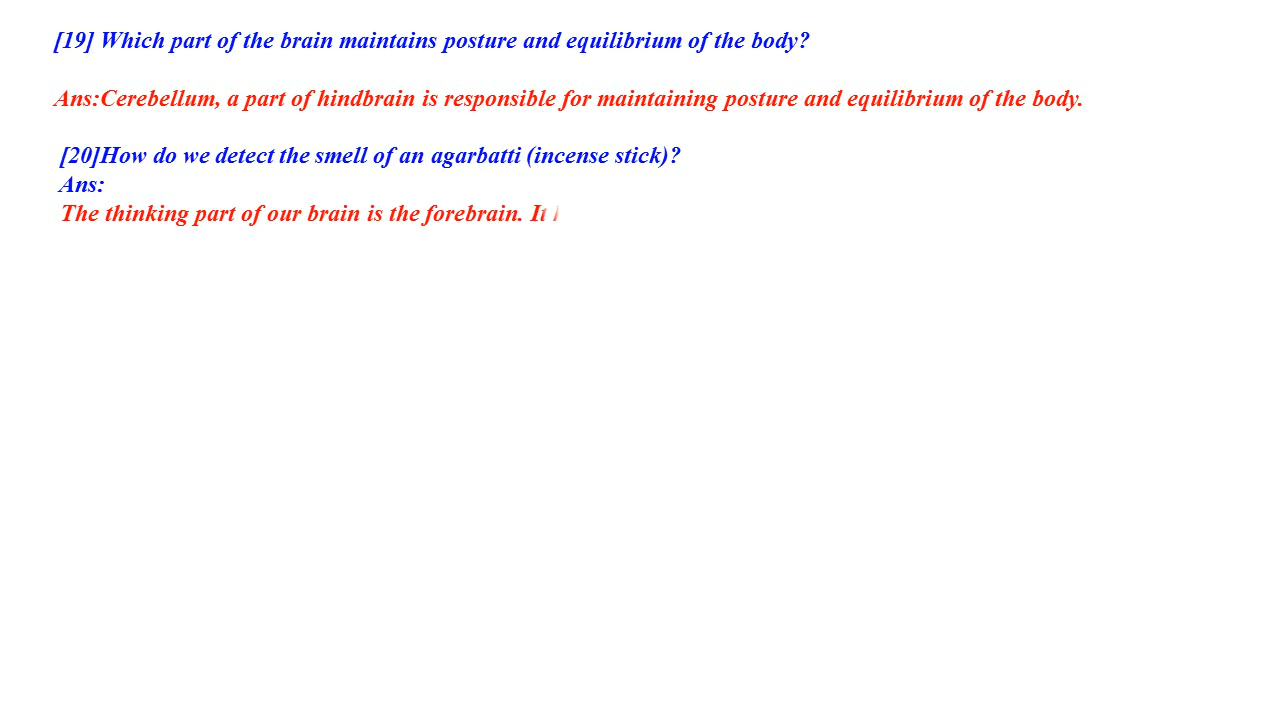 [19] Which part of the brain maintains posture and equilibrium of the body?
Ans:Cerebellum, a part of hindbrain is responsible for maintaining posture and equilibrium of the body.
[20]How do we detect the smell of an agarbatti (incense stick)?
Ans:
The thinking part of our brain is the forebrain. It